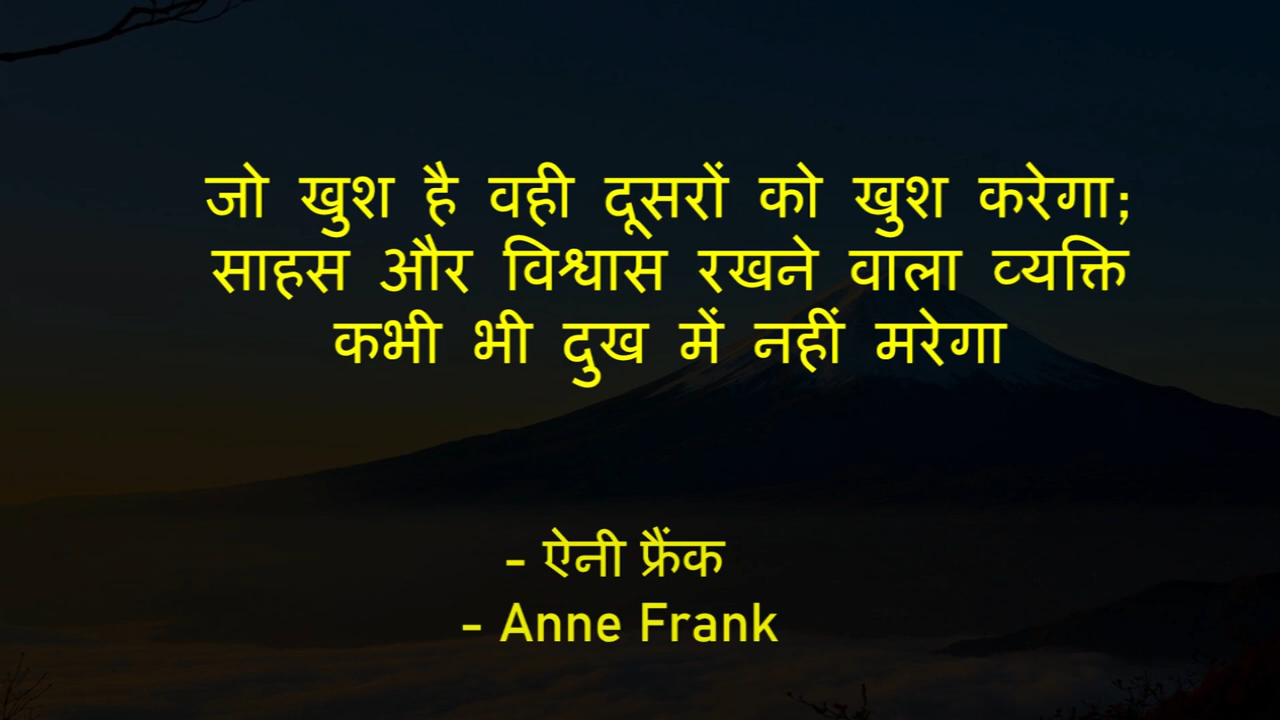 जो खुश है वही दूसरों को खुश करेगा;
साहस और विश्वास रखने वाला व्यक्ति
कभी भी दुख में नहीं मरेगा
- ऐनी फ्रैंक
- Anne Frank